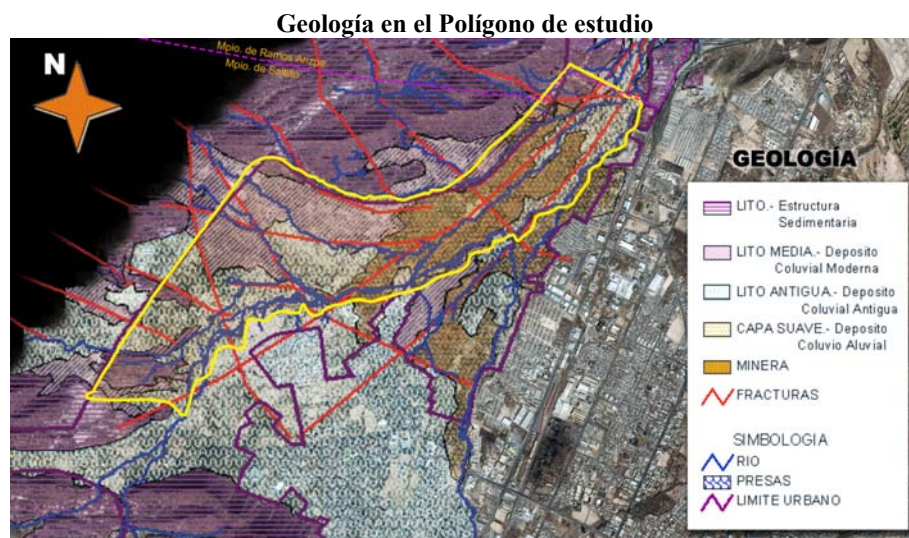 Geología en el Polígono de estudio
Mpio. de Ramos Arizpe
Mpio. de Saltillo
N
GEOLOGÍA
LITO.- Estructura
Sedimentaria
LITO MEDIA.- Deposito
Coluvial Moderna
LITO ANTIGUA.- Deposito
Coluvial Antigua
CAPA SUAVE.- Deposito
Coluvio Aluvial
MINERA
FRACTURAS
SIMBOLOGIA
RIO
PRESAS
LIMITE URBANO